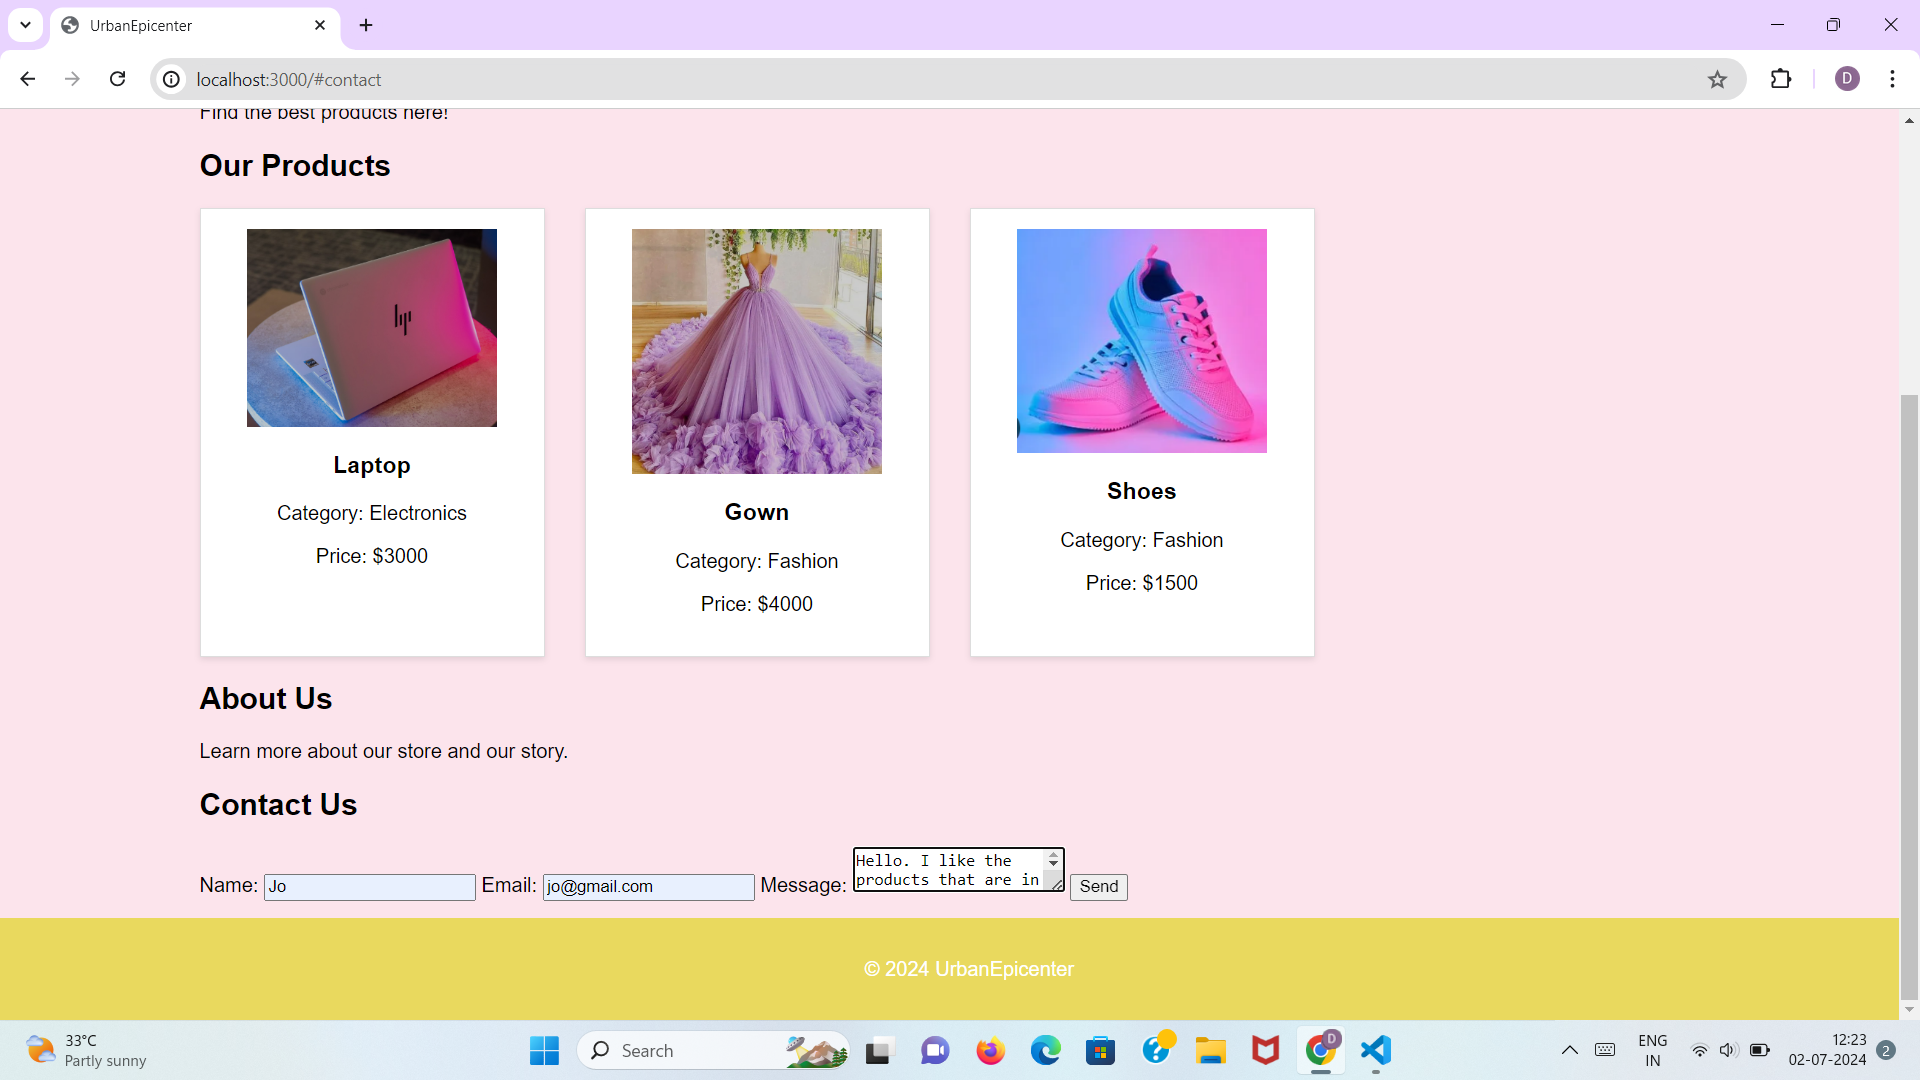 UrbanEpicenter
localhost:3000/#contact
D
Find the best products here!
Our Products
hp
Laptop
Category: Electronics
Price: $3000
Gown
Category: Fashion
Price: $4000
Shoes
Category: Fashion
Price: $1500
About Us
Learn more about our store and our story.
Contact Us
Name: Jo Email: jo@gmail.com Message: Hello. I like the
products that are in
Send
© 2024 UrbanEpicenter
33°C
Partly sunny
Search
D
ENG
IN
12:23
02-07-2024
2